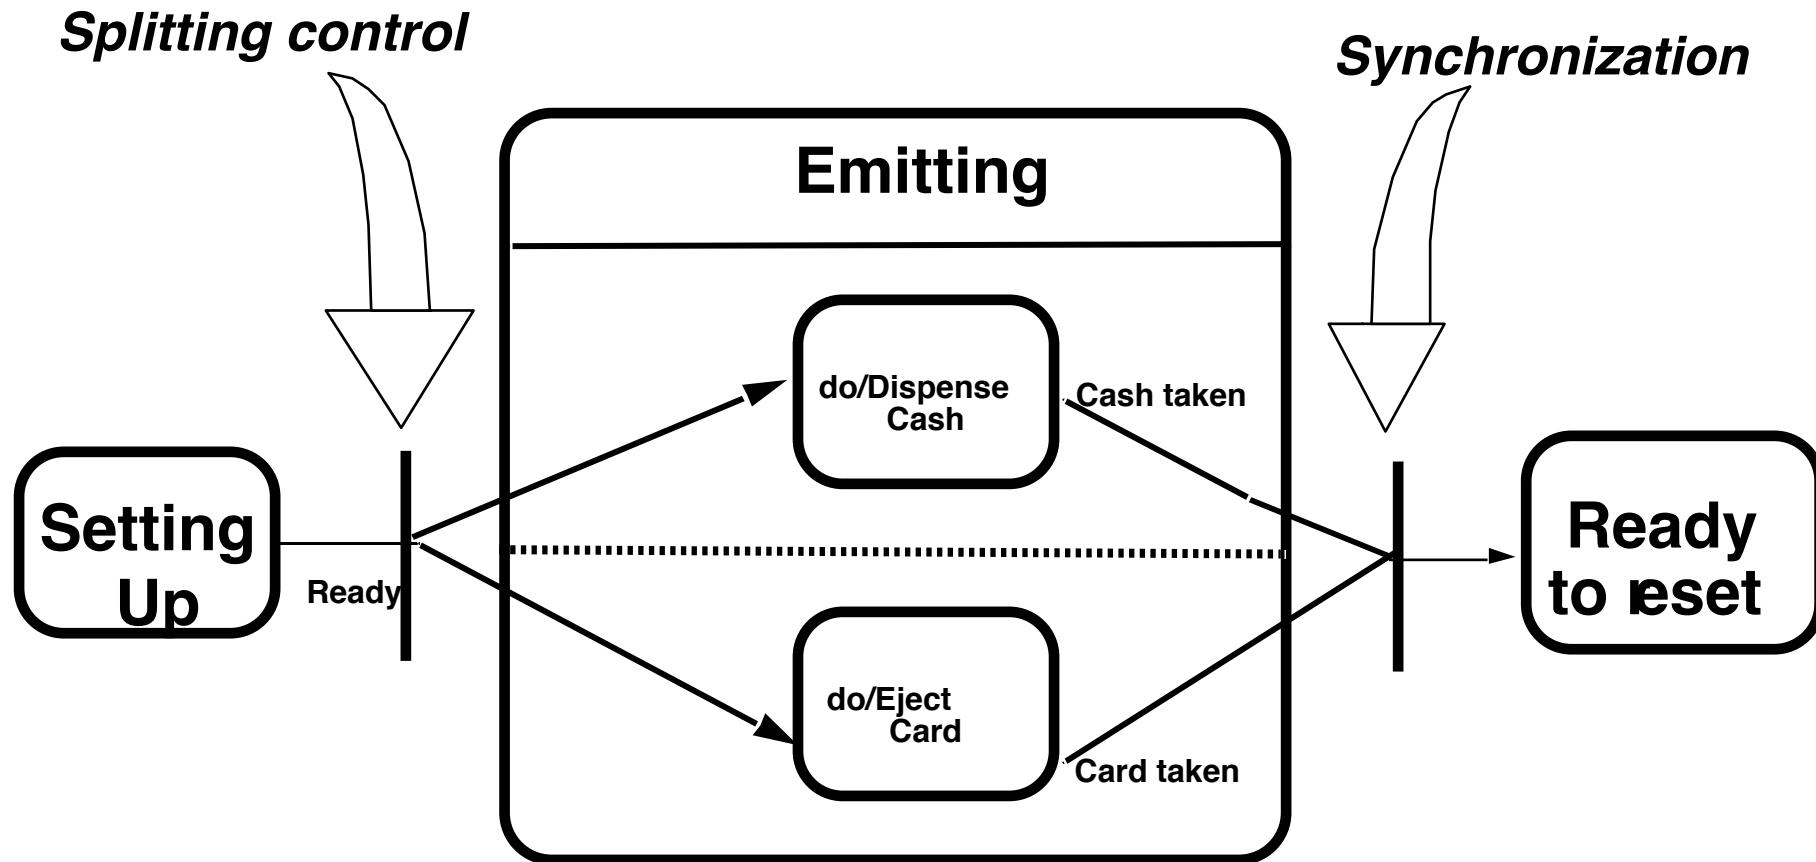 Splitting control
Synchronization
Emitting
do/Dispense
Cash
Cash taken
Setting
Up
Ready
Ready
to reset
do/Eject
Card
Card taken